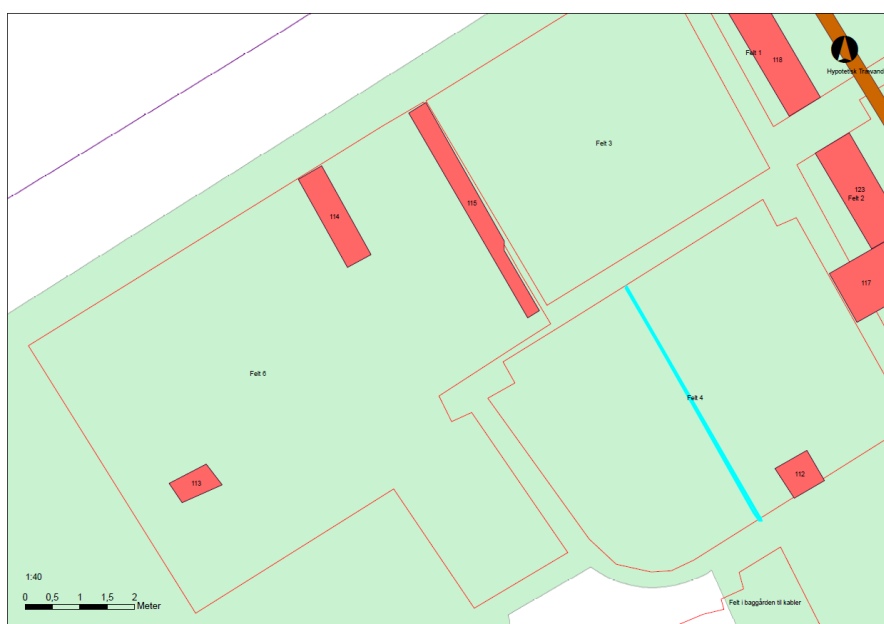 Felt 1
118
Hypotetisk Trævand
Felt 3
123
Felt 2
115
114
117
Felt 6
Felt 4
112
113
1:40
0 0,5 1 1,5 2
Meter
Felt i baggården til kabler